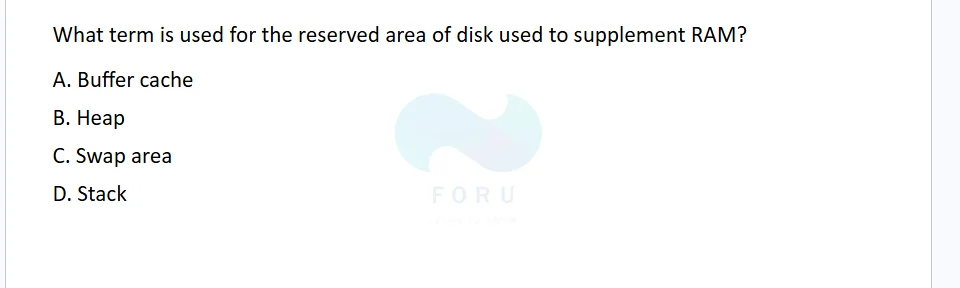 What term is used for the reserved area of disk used to supplement RAM?
A. Buffer cache
B. Heap
C. Swap area
D. Stack
FORU